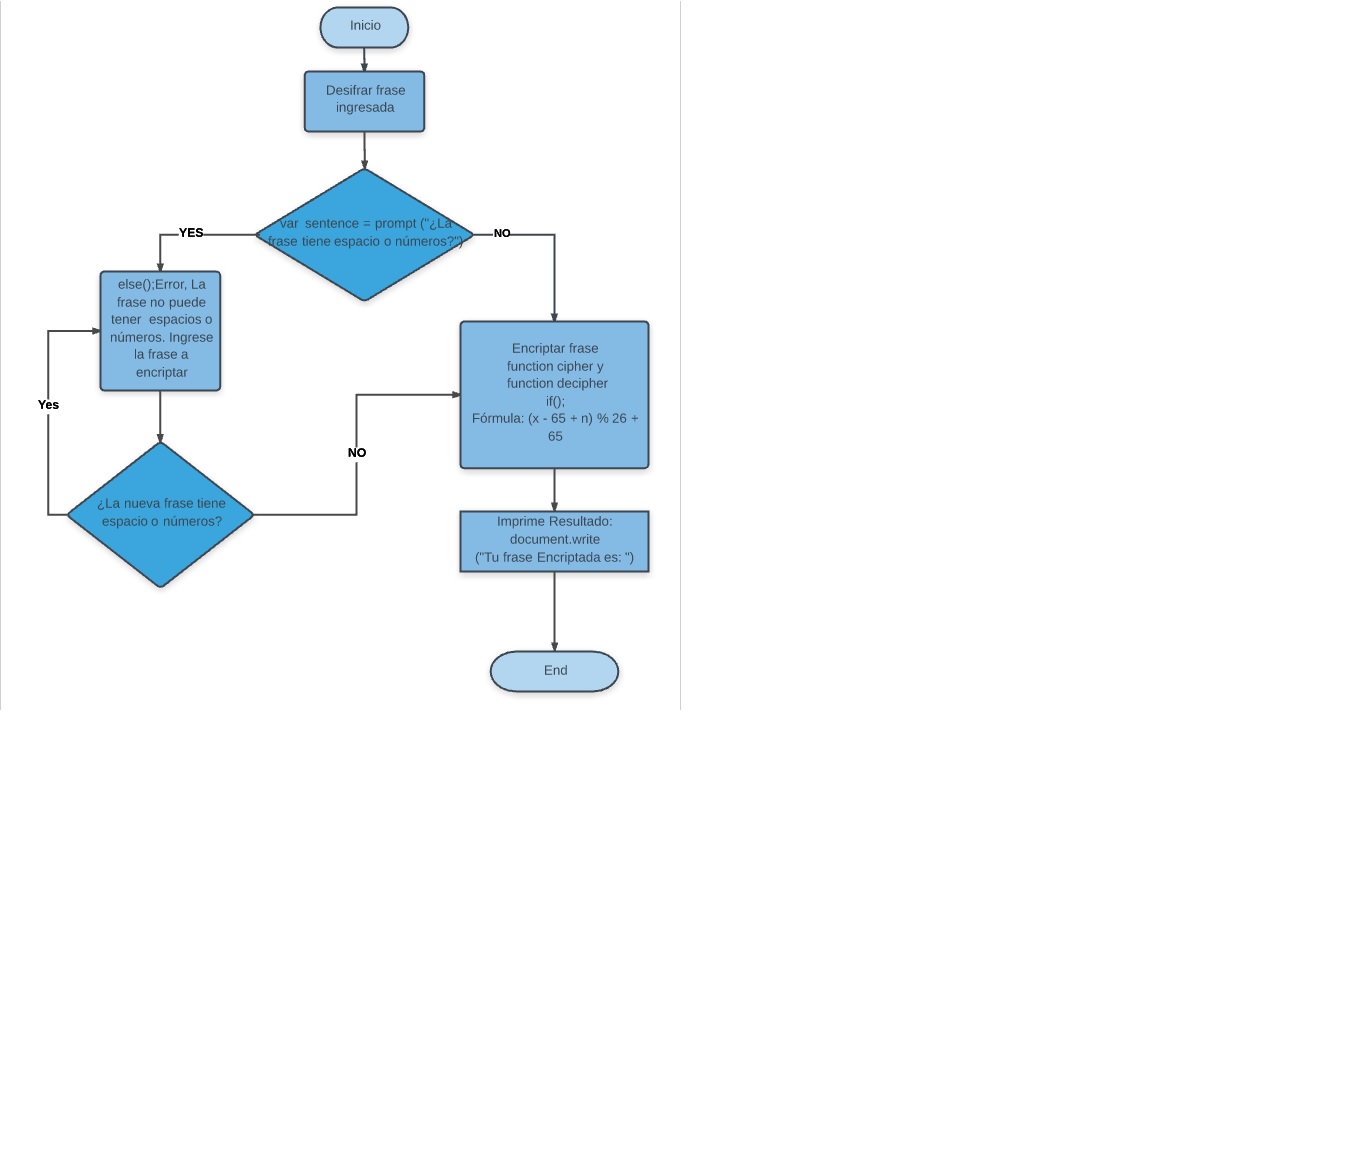 Inicio
Desifrar frase
ingresada
var  sentence = prompt ("¿La
frase tiene espacio o números?")
YES
NO
else();Error, La
frase no puede
tener  espacios o
números. Ingrese
la frase a
encriptar
Encriptar frase
function cipher y
function decipher
if();
Fórmula: (x - 65 + n) % 26 +
65
Yes
NO
¿La nueva frase tiene
espacio o números?
Imprime Resultado:
document.write
("Tu frase Encriptada es: ")
End